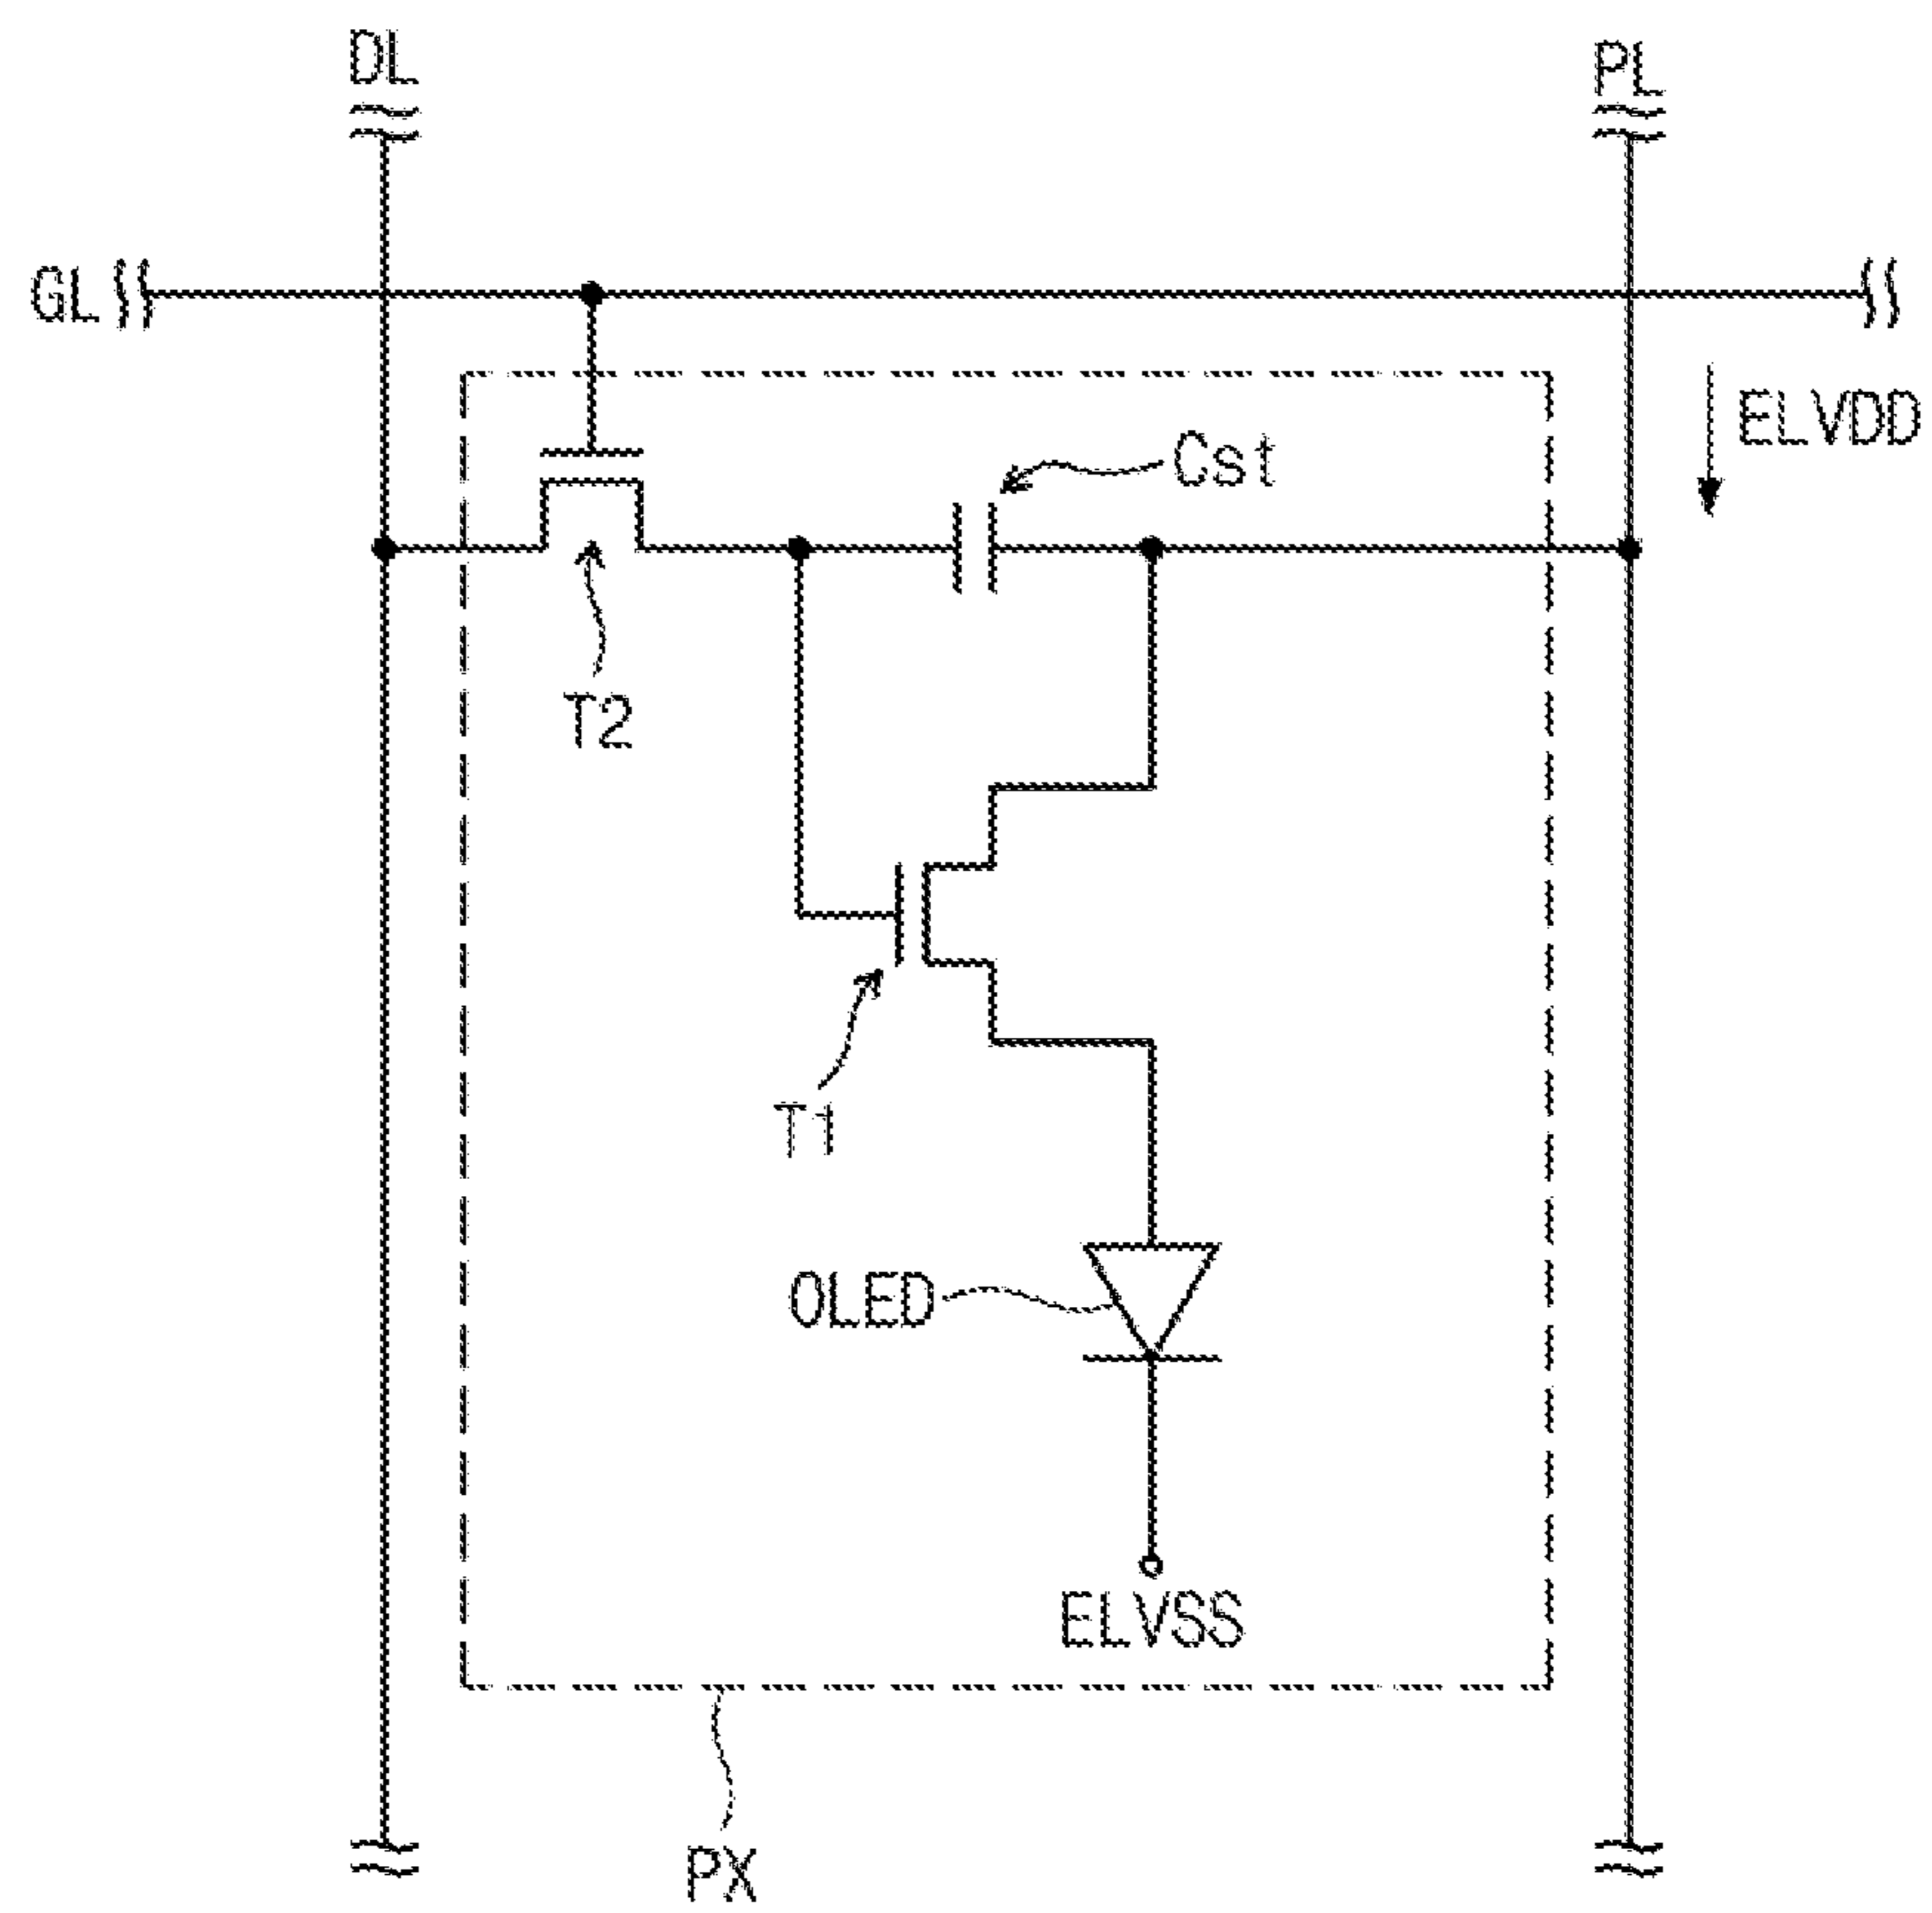 DL
PL
GL
ELVDD
Cst
T2
T1
OLED
ELVSS
PX